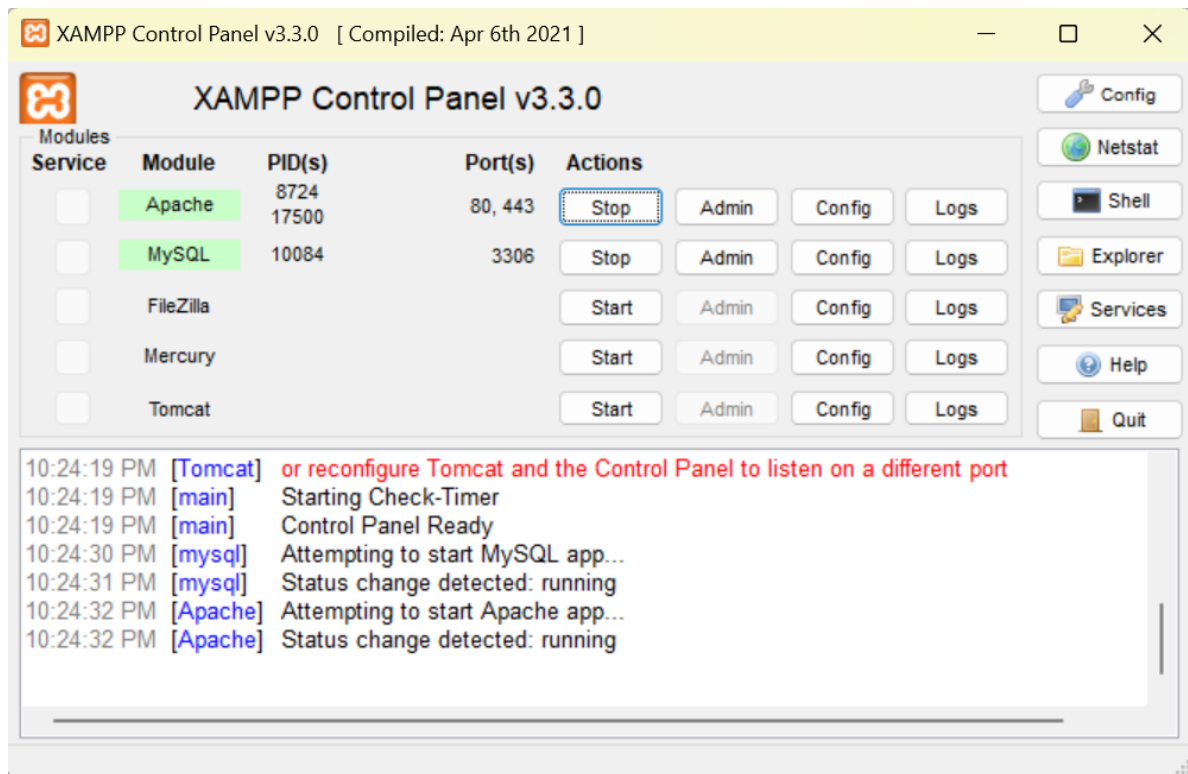 XAMPP Control Panel v3.3.0 [ Compiled: Apr 6th 2021 ]
XAMPP Control Panel v3.3.0
Config
Modules
Netstat
Service Module PID(s) Port(s) Actions
Apache 8724 17500 80, 443 Stop Admin Config Logs
Shell
MySQL 10084 3306 Stop Admin Config Logs
Explorer
FileZilla Start Admin Config Logs
Services
Mercury Start Admin Config Logs
Help
Tomcat Start Admin Config Logs
Quit
10:24:19 PM [Tomcat] or reconfigure Tomcat and the Control Panel to listen on a different port
10:24:19 PM [main] Starting Check-Timer
10:24:19 PM [main] Control Panel Ready
10:24:30 PM [mysql] Attempting to start MySQL app...
10:24:31 PM [mysql] Status change detected: running
10:24:32 PM [Apache] Attempting to start Apache app...
10:24:32 PM [Apache] Status change detected: running